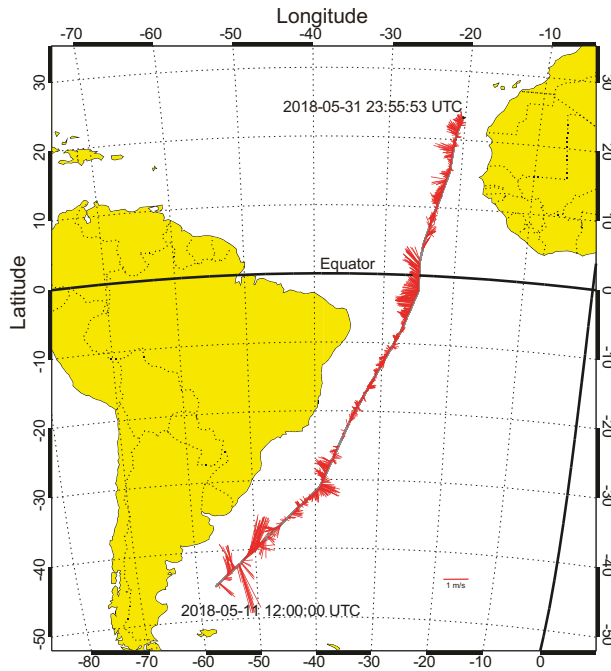 Longitude
-70 -60 -50 -40 -30 -20 -10
30 30
2018-05-31 23:55:53 UTC
20 20
10 10
Equator
Latitude
0 0
-10 -10
-20 -20
-30 -30
-40 -40
1 m/s
2018-05-11 12:00:00 UTC
-50 -50
-80 -70 -60 -50 -40 -30 -20 -10 0